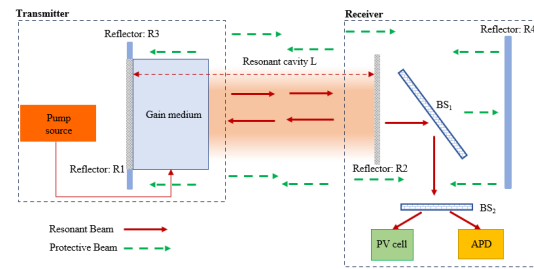 Transmitter
Receiver
Reflector: R3
Reflector: R4
Resonant cavity L
BS1
Gain medium
Pump
source
Reflector: R1
Reflector: R2
BS2
Resonant Beam
Protective Beam
PV cell
APD